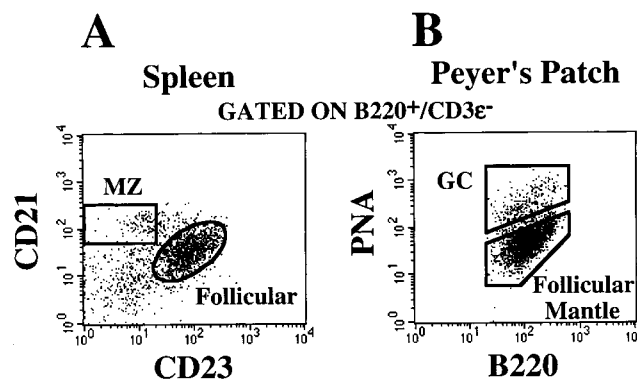 A
B
Spleen
Peyer's Patch
GATED ON B220+/CD3ε-
10^4
10^3
10^2
10^1
10^0
CD21
MZ
Follicular
10^0 10^1 10^2 10^3 10^4
CD23
10^4
10^3
10^2
10^1
10^0
PNA
GC
Follicular
Mantle
10^0 10^1 10^2 10^3 10^4
B220